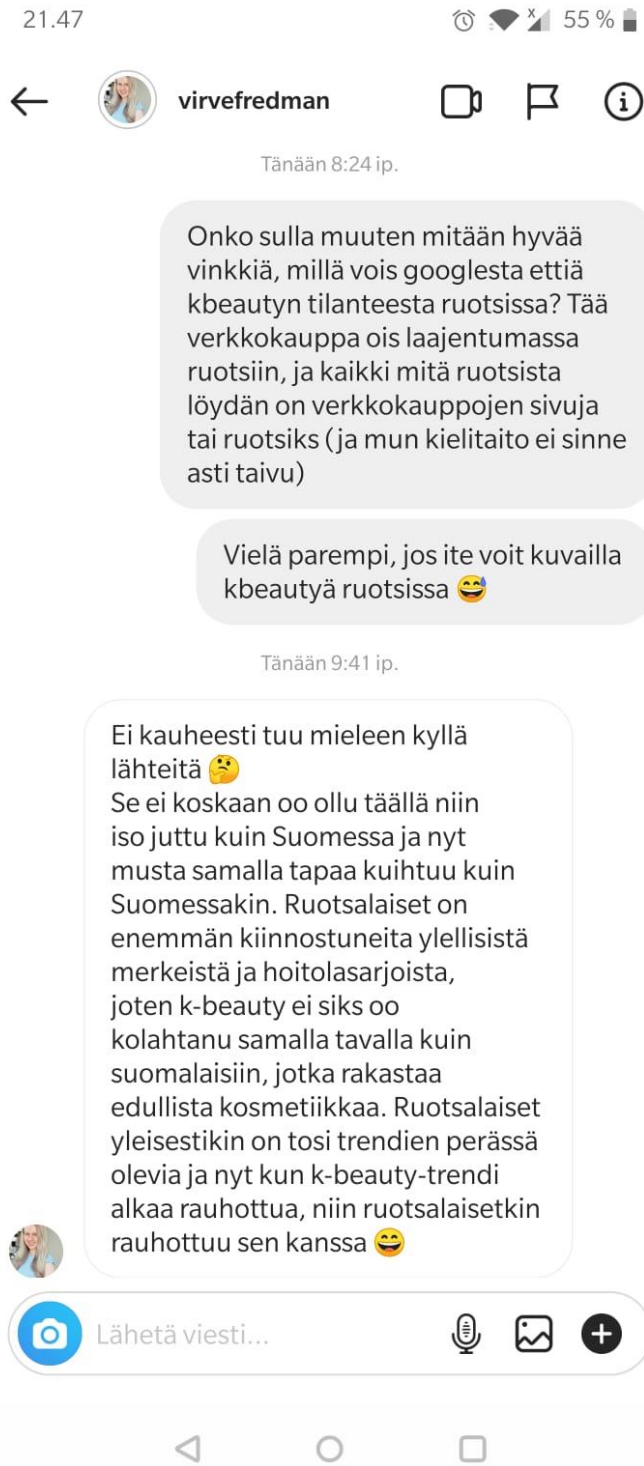 21.47
55 %
virvefredman
Tänään 8:24 ip.
Onko sulla muuten mitään hyvää
vinkkiä, millä vois googlesta ettiä
kbeautyn tilanteesta ruotsissa? Tää
verkkokauppa ois laajentumassa
ruotsiin, ja kaikki mitä ruotsista
löydän on verkkokauppojen sivuja
tai ruotsiks (ja mun kielitaito ei sinne
asti taivu)
Vielä parempi, jos ite voit kuvailla
kbeautyä ruotsissa 😅
Tänään 9:41 ip.
Ei kauheesti tuu mieleen kyllä
lähteitä 🤔
Se ei koskaan oo ollu täällä niin
iso juttu kuin Suomessa ja nyt
musta samalla tapaa kuihtuu kuin
Suomessakin. Ruotsalaiset on
enemmän kiinnostuneita ylellisistä
merkeistä ja hoitolasarjoista,
joten k-beauty ei siks oo
kolahtanu samalla tavalla kuin
suomalaisiin, jotka rakastaa
edullista kosmetiikkaa. Ruotsalaiset
yleisestikin on tosi trendien perässä
olevia ja nyt kun k-beauty-trendi
alkaa rauhottua, niin ruotsalaisetkin
rauhottuu sen kanssa 😄
Lähetä viesti...